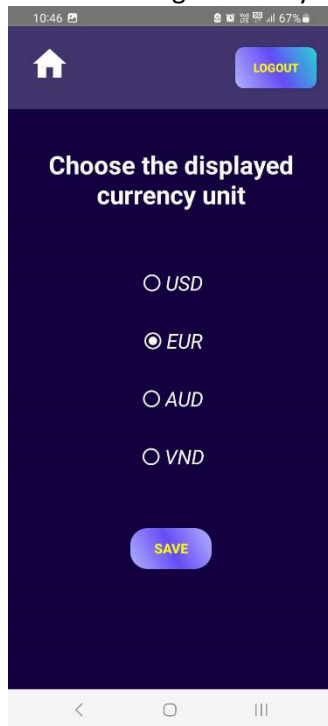 10:46
67%
LOGOUT
Choose the displayed
currency unit
USD
EUR
AUD
VND
SAVE